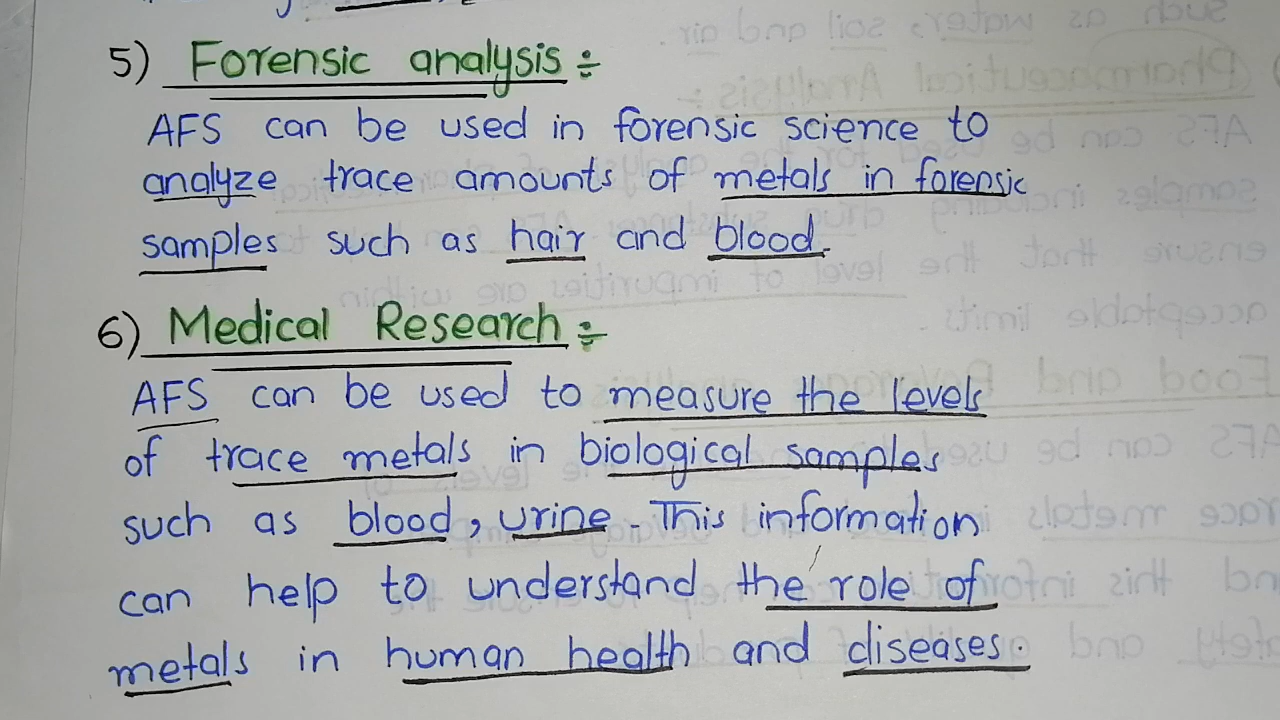 5) Forensic analysis ÷
AFS can be used in forensic science to
analyze trace amounts of metals in forensic
samples such as hair and blood.
6) Medical Research ÷
AFS can be used to measure the levels
of trace metals in biological samples
such as blood, urine. This information
can help to understand the role of
metals in human health and diseases.